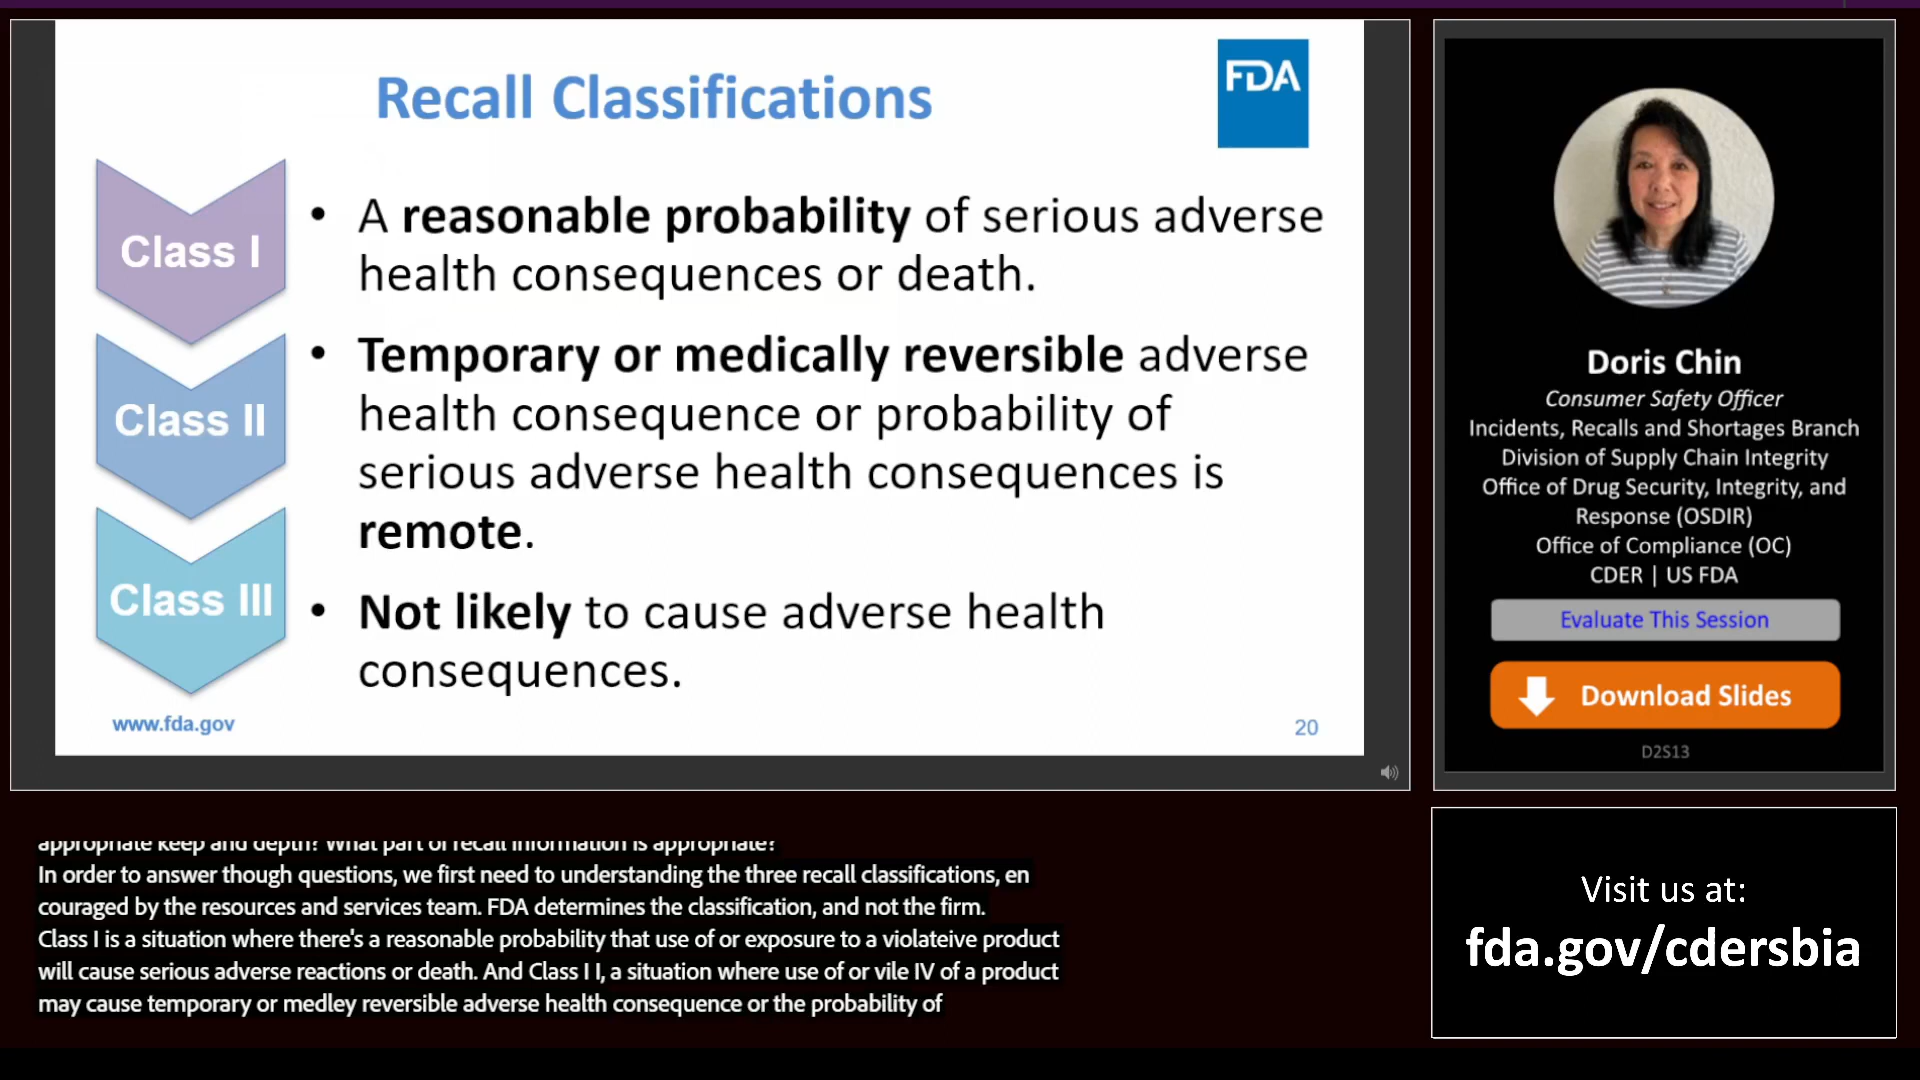 Recall Classifications
FDA
Class I
• A reasonable probability of serious adverse
health consequences or death.
Class II
• Temporary or medically reversible adverse
health consequence or probability of
serious adverse health consequences is
remote.
Class III
• Not likely to cause adverse health
consequences.
www.fda.gov
20
Doris Chin
Consumer Safety Officer
Incidents, Recalls and Shortages Branch
Division of Supply Chain Integrity
Office of Drug Security, Integrity, and
Response (OSDIR)
Office of Compliance (OC)
CDER | US FDA
Evaluate This Session
Download Slides
D2S13
appropriate keep and depth? What part of recall information is appropriate?
In order to answer though questions, we first need to understanding the three recall classifications, en
couraged by the resources and services team. FDA determines the classification, and not the firm.
Class I is a situation where there's a reasonable probability that use of or exposure to a violateive product
will cause serious adverse reactions or death. And Class I I, a situation where use of or vile IV of a product
may cause temporary or medley reversible adverse health consequence or the probability of
Visit us at:
fda.gov/cdersbia